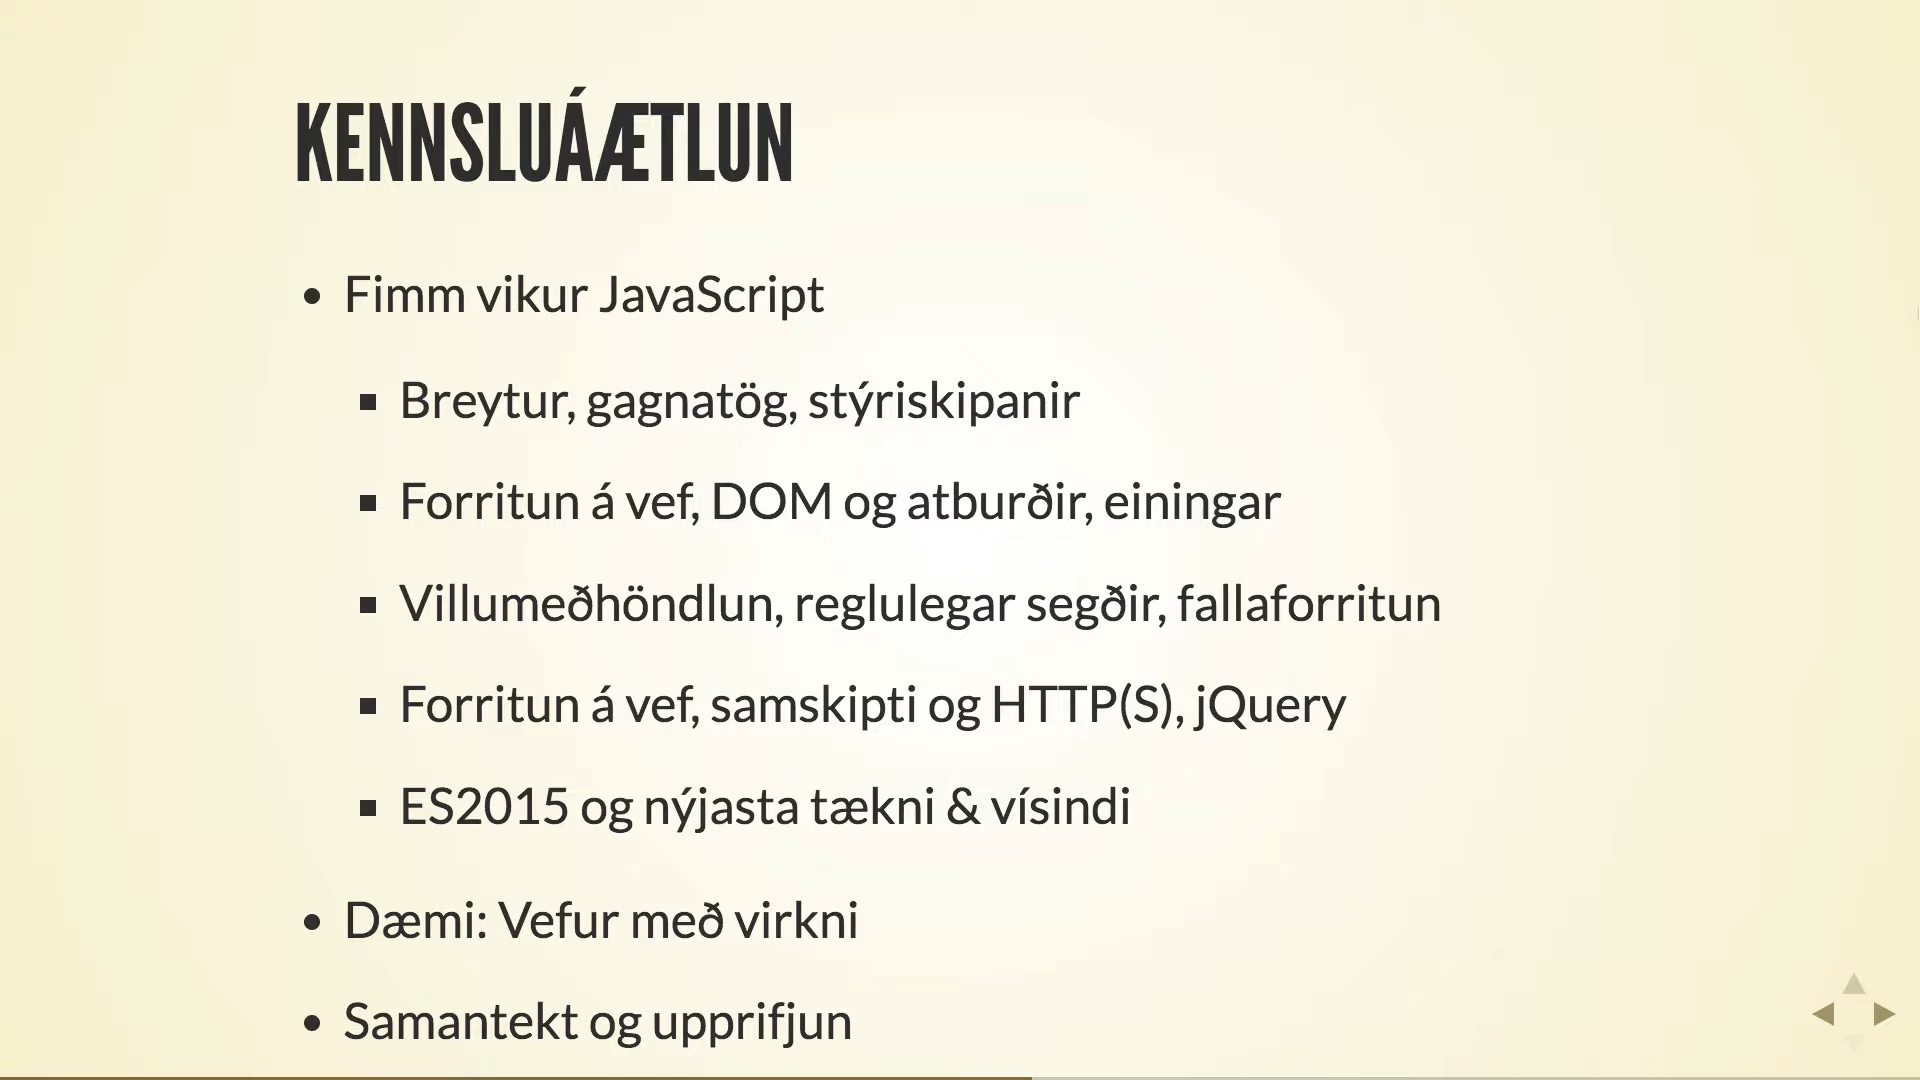 KENNSLUÁÆTLUN
Fimm vikur JavaScript
Breytur, gagnatög, stýriskipanir
Forritun á vef, DOM og atburðir, einingar
Villumeðhöndlun, reglulegar segðir, fallaforritun
Forritun á vef, samskipti og HTTP(S), jQuery
ES2015 og nýjasta tækni & vísindi
Dæmi: Vefur með virkni
Samantekt og upprifjun